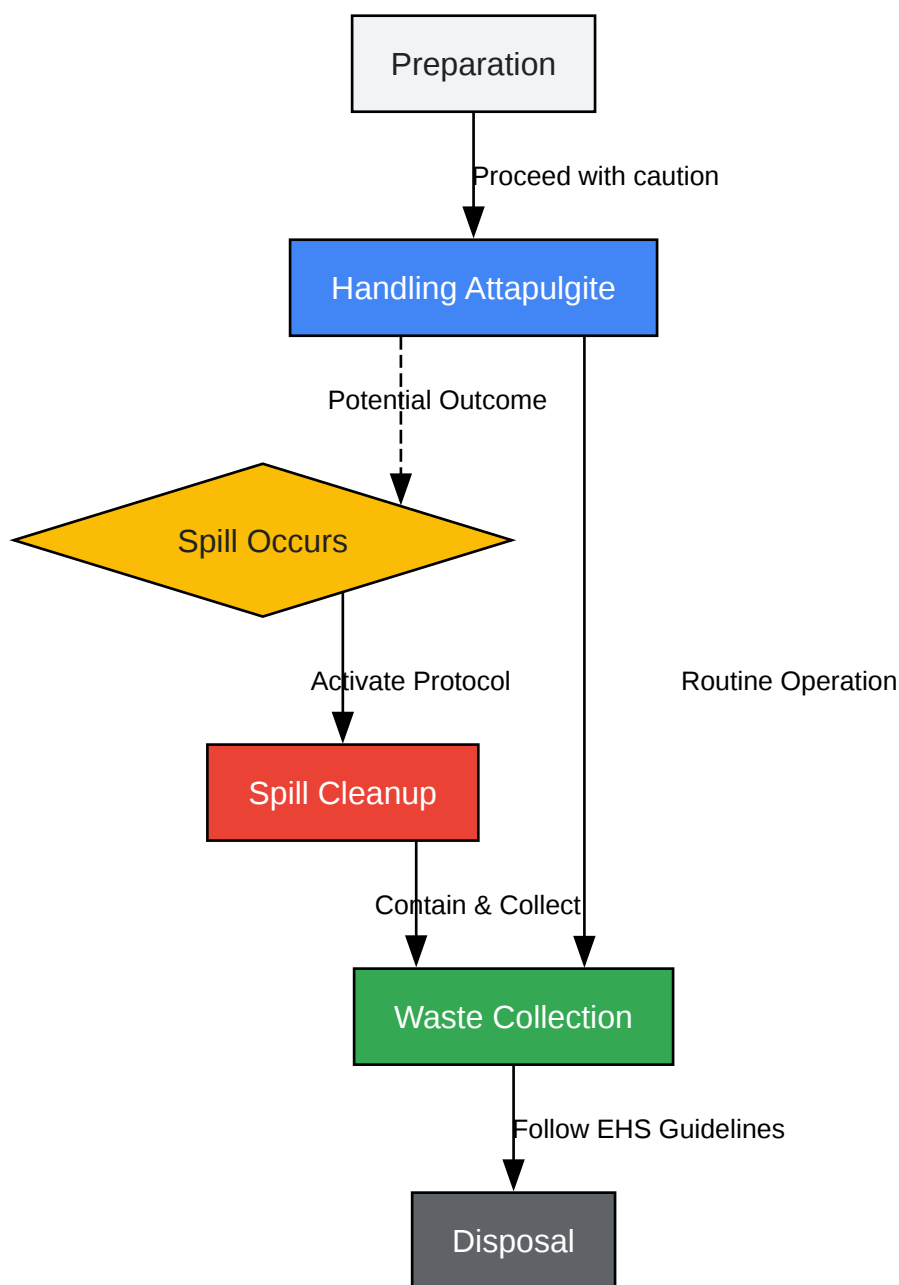 Preparation
Proceed with caution
Handling Attapulgite
Potential Outcome
Spill Occurs
Activate Protocol
Routine Operation
Spill Cleanup
Contain & Collect
Waste Collection
Follow EHS Guidelines
Disposal